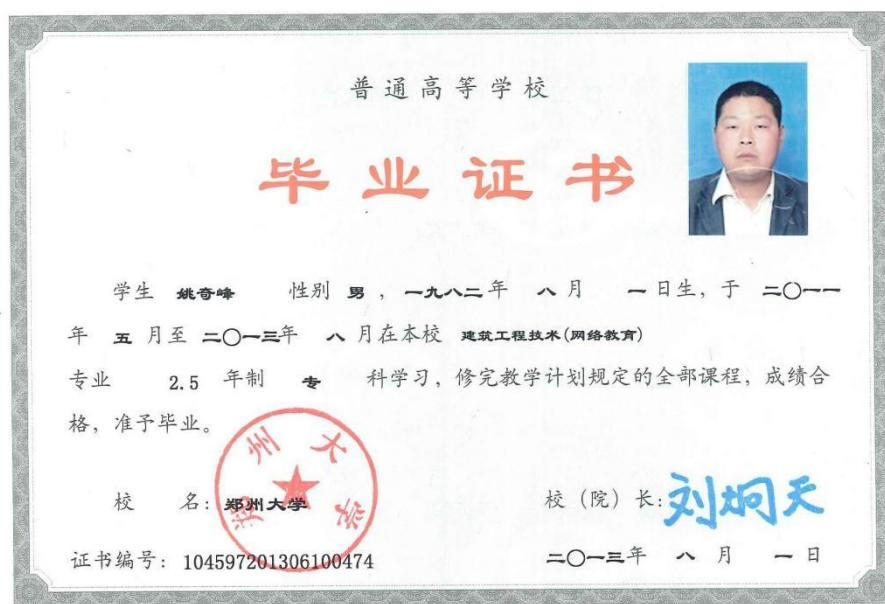 普通高等学校
毕业证书
学生 姚奇峰 性别 男 ，一九八二年 八 月 一 日生，于 二〇一一
年 五 月至 二〇一三年 八 月在本校 建筑工程技术(网络教育)
专业 2.5 年制 专 科学习，修完教学计划规定的全部课程，成绩合
格，准予毕业。
郑州大学
校 名：郑州大学 校（院）长：刘炯天
证书编号：104597201306100474 二〇一三年 八 月 一 日